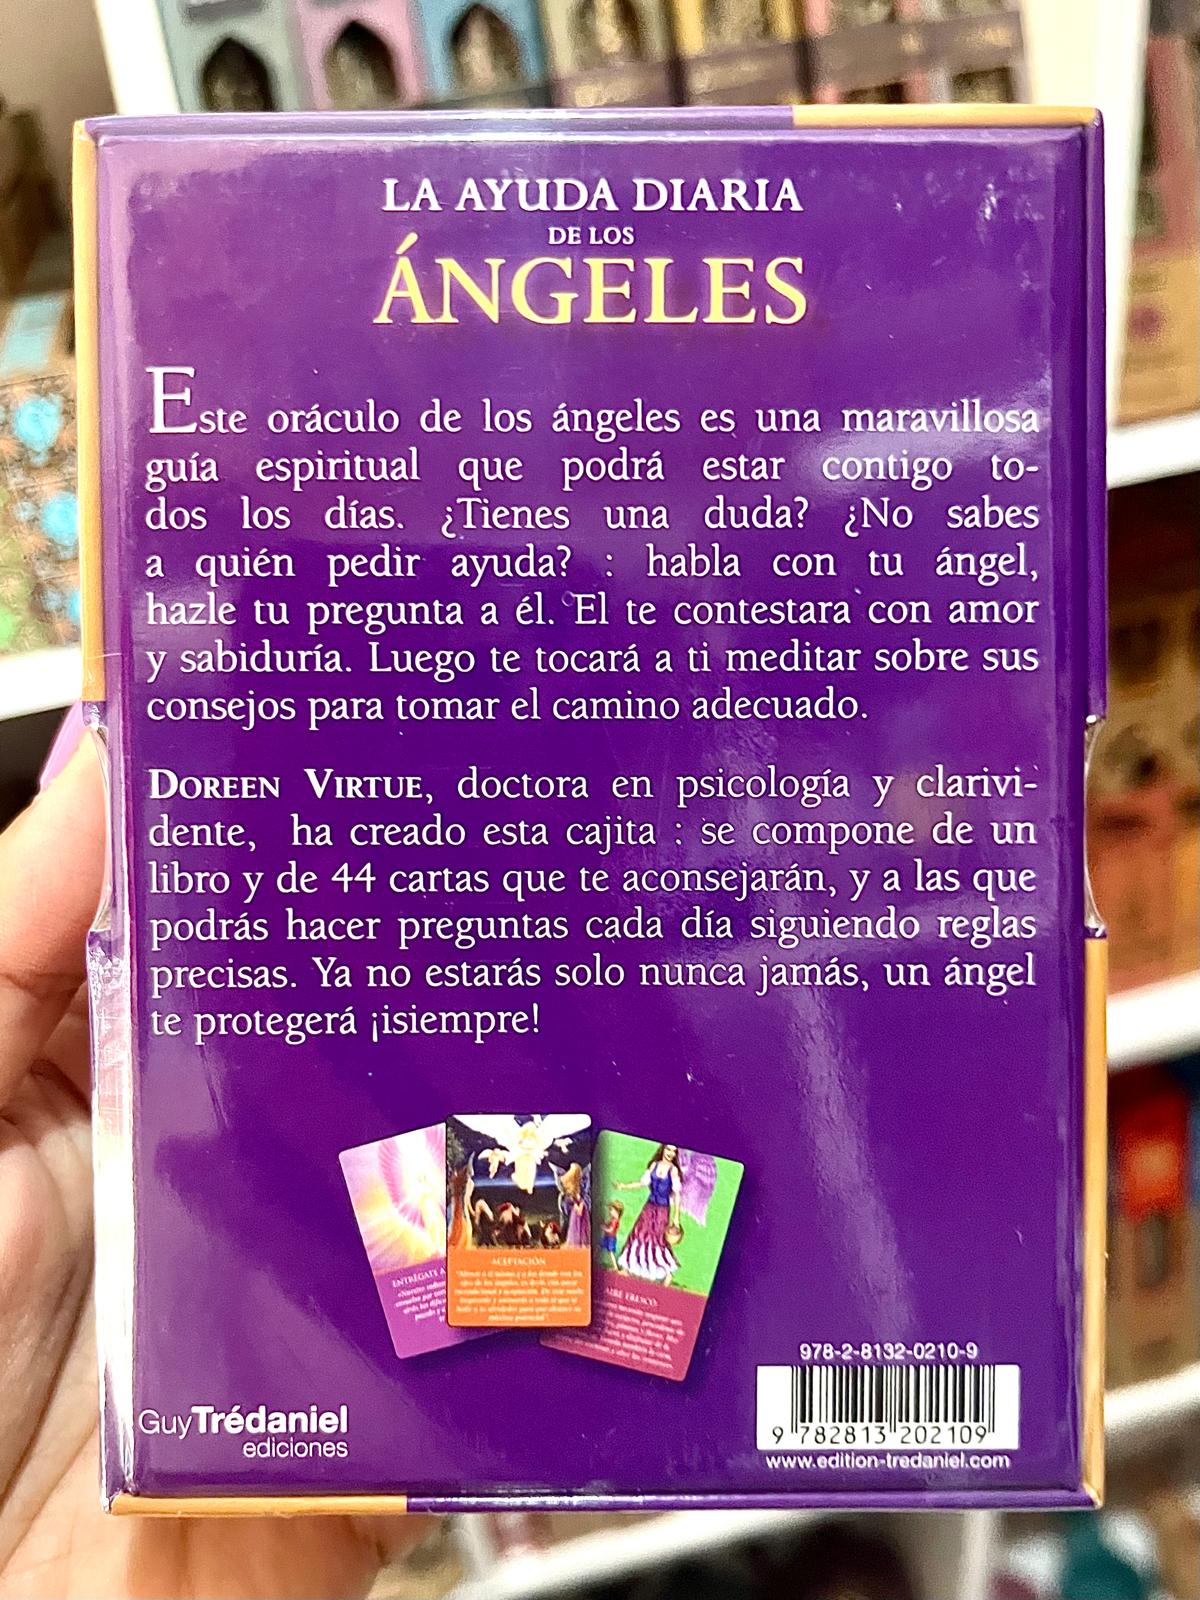 LA AYUDA DIARIA
DE LOS
ÁNGELES
Este oráculo de los ángeles es una maravillosa
guía espiritual que podrá estar contigo to-
dos los días. ¿Tienes una duda? ¿No sabes
a quién pedir ayuda? : habla con tu ángel,
hazle tu pregunta a él. El te contestara con amor
y sabiduría. Luego te tocará a ti meditar sobre sus
consejos para tomar el camino adecuado.
DOREEN VIRTUE, doctora en psicología y clarivi-
dente, ha creado esta cajita : se compone de un
libro y de 44 cartas que te aconsejarán, y a las que
podrás hacer preguntas cada día siguiendo reglas
precisas. Ya no estarás solo nunca jamás, un ángel
te protegerá ¡isiempre!
ENTRÉGATE A
ACEPTACIÓN
AIRE FRESCO
978-2-8132-0210-9
9 782813 202109
www.edition-tredaniel.com
GuyTrédaniel
ediciones